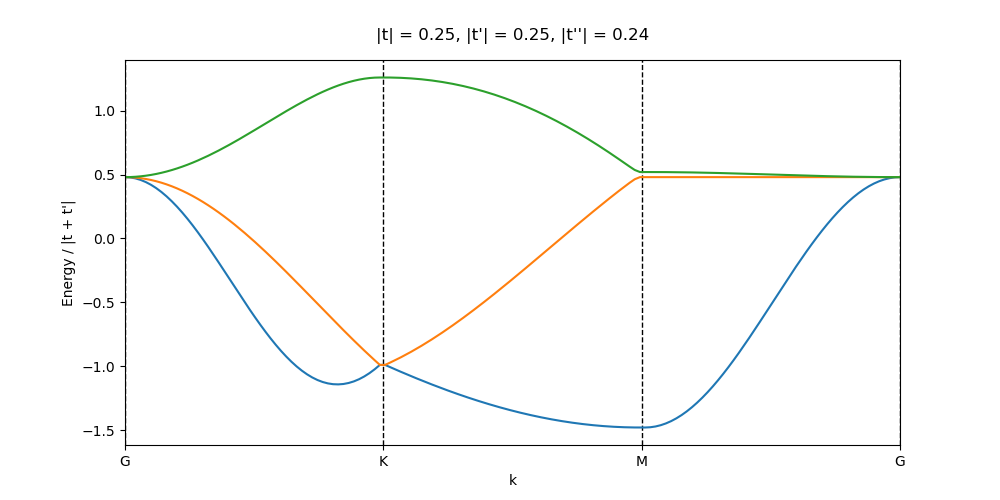 |t| = 0.25, |t'| = 0.25, |t''| = 0.24
Energy / |t + t'|
1.0
0.5
0.0
−0.5
−1.0
−1.5
G K M G
k